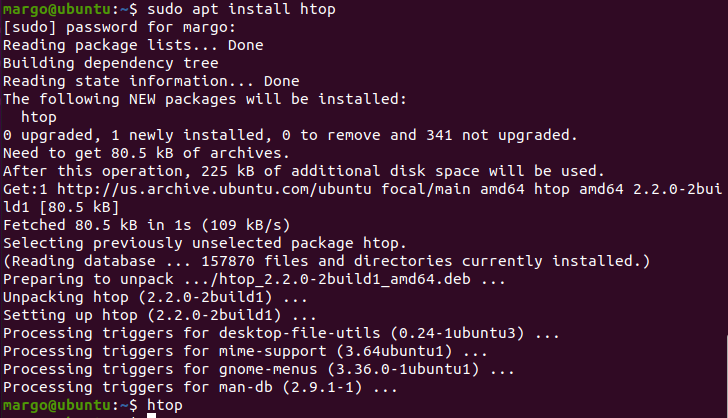 margo@ubuntu:~$ sudo apt install htop
[sudo] password for margo:
Reading package lists... Done
Building dependency tree
Reading state information... Done
The following NEW packages will be installed:
  htop
0 upgraded, 1 newly installed, 0 to remove and 341 not upgraded.
Need to get 80.5 kB of archives.
After this operation, 225 kB of additional disk space will be used.
Get:1 http://us.archive.ubuntu.com/ubuntu focal/main amd64 htop amd64 2.2.0-2bui
ld1 [80.5 kB]
Fetched 80.5 kB in 1s (109 kB/s)
Selecting previously unselected package htop.
(Reading database ... 157870 files and directories currently installed.)
Preparing to unpack .../htop_2.2.0-2build1_amd64.deb ...
Unpacking htop (2.2.0-2build1) ...
Setting up htop (2.2.0-2build1) ...
Processing triggers for desktop-file-utils (0.24-1ubuntu3) ...
Processing triggers for mime-support (3.64ubuntu1) ...
Processing triggers for gnome-menus (3.36.0-1ubuntu1) ...
Processing triggers for man-db (2.9.1-1) ...
margo@ubuntu:~$ htop